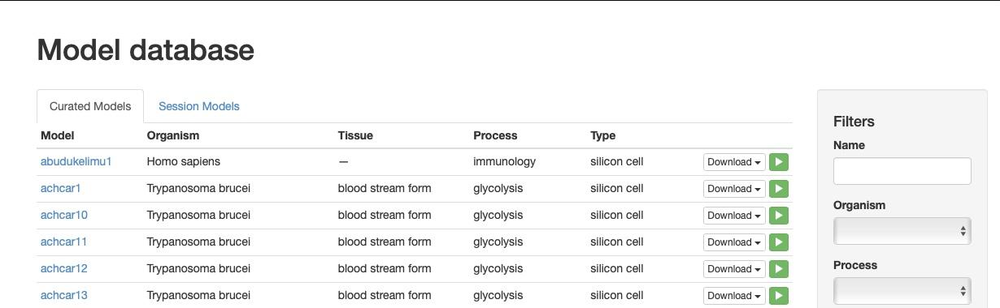 Model database
Curated Models Session Models
Model Organism Tissue Process Type
abudukelimu1 Homo sapiens — immunology silicon cell Download
achcar1 Trypanosoma brucei blood stream form glycolysis silicon cell Download
achcar10 Trypanosoma brucei blood stream form glycolysis silicon cell Download
achcar11 Trypanosoma brucei blood stream form glycolysis silicon cell Download
achcar12 Trypanosoma brucei blood stream form glycolysis silicon cell Download
achcar13 Trypanosoma brucei blood stream form glycolysis silicon cell Download
Filters
Name
Organism
Process